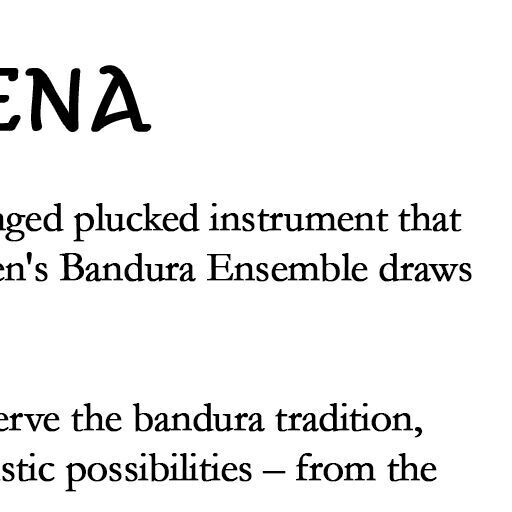 ENA
nged plucked instrument that
en's Bandura Ensemble draws
erve the bandura tradition,
stic possibilities – from the